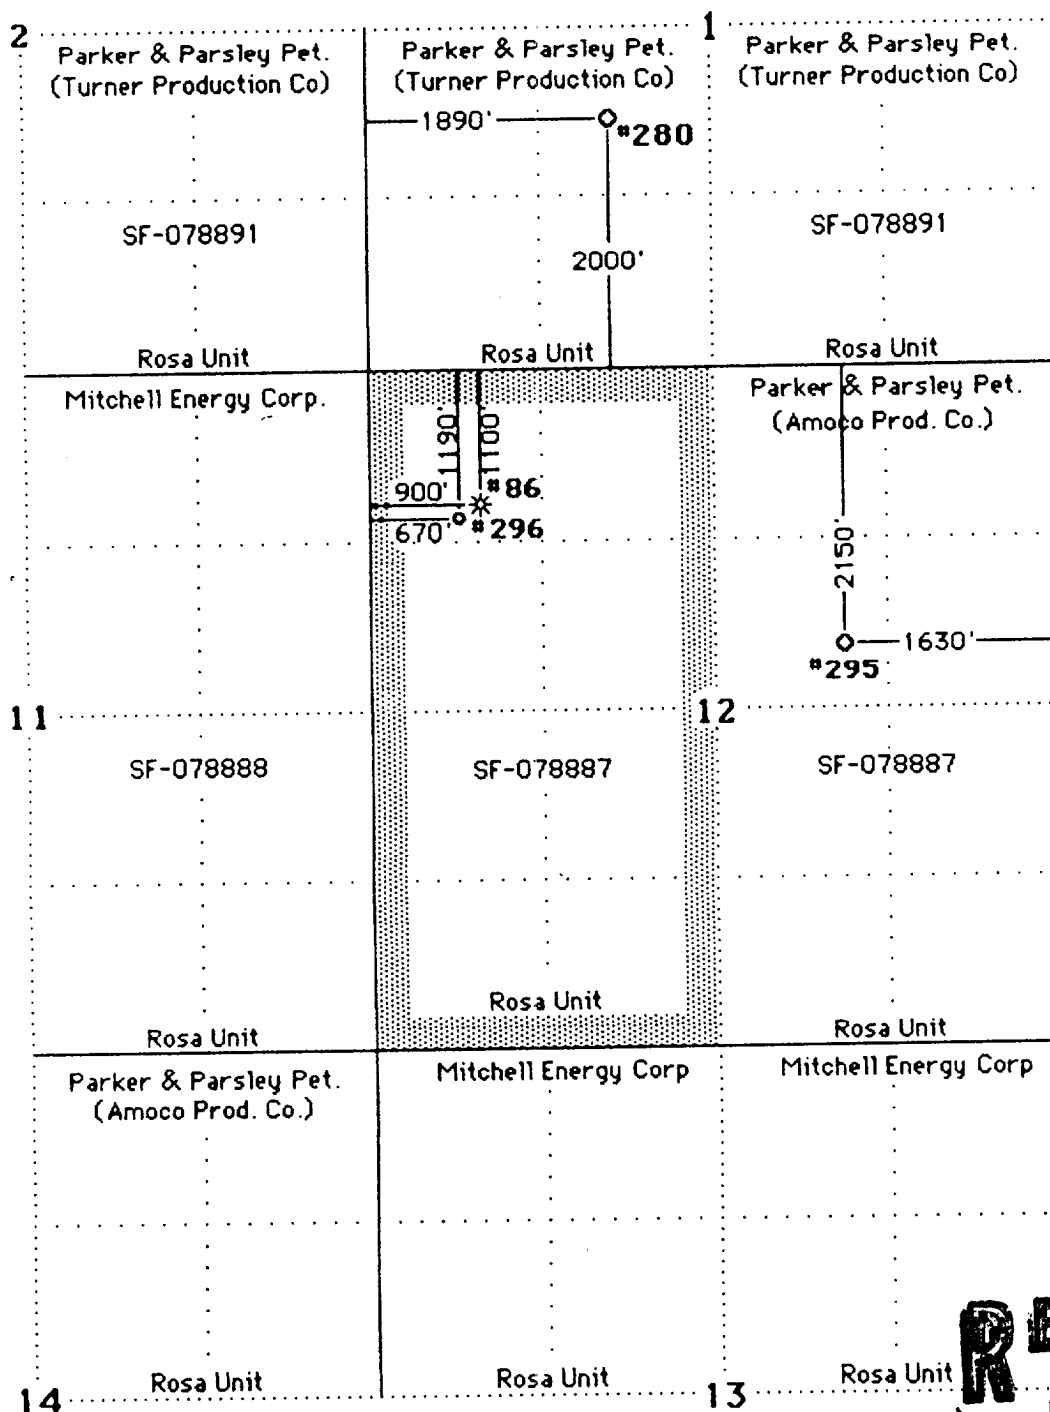 2
1
Parker & Parsley Pet.
(Turner Production Co)
Parker & Parsley Pet.
(Turner Production Co)
Parker & Parsley Pet.
(Turner Production Co)
1890'
#280
SF-078891
SF-078891
2000'
Rosa Unit
Rosa Unit
Rosa Unit
Mitchell Energy Corp.
Parker & Parsley Pet.
(Amoco Prod. Co.)
1190'
1100'
900'
#86
670'
#296
2150'
1630'
#295
11
12
SF-078888
SF-078887
SF-078887
Rosa Unit
Rosa Unit
Rosa Unit
Parker & Parsley Pet.
(Amoco Prod. Co.)
Mitchell Energy Corp
Mitchell Energy Corp
Rosa Unit
Rosa Unit
Rosa Unit
14
13
R